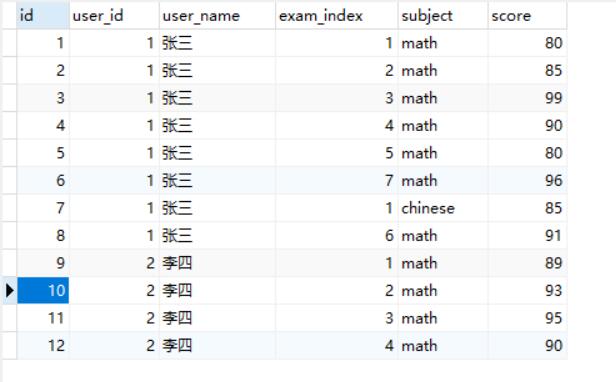 id user_id user_name exam_index subject score
1 1 张三 1 math 80
2 1 张三 2 math 85
3 1 张三 3 math 99
4 1 张三 4 math 90
5 1 张三 5 math 80
6 1 张三 7 math 96
7 1 张三 1 chinese 85
8 1 张三 6 math 91
9 2 李四 1 math 89
10 2 李四 2 math 93
11 2 李四 3 math 95
12 2 李四 4 math 90